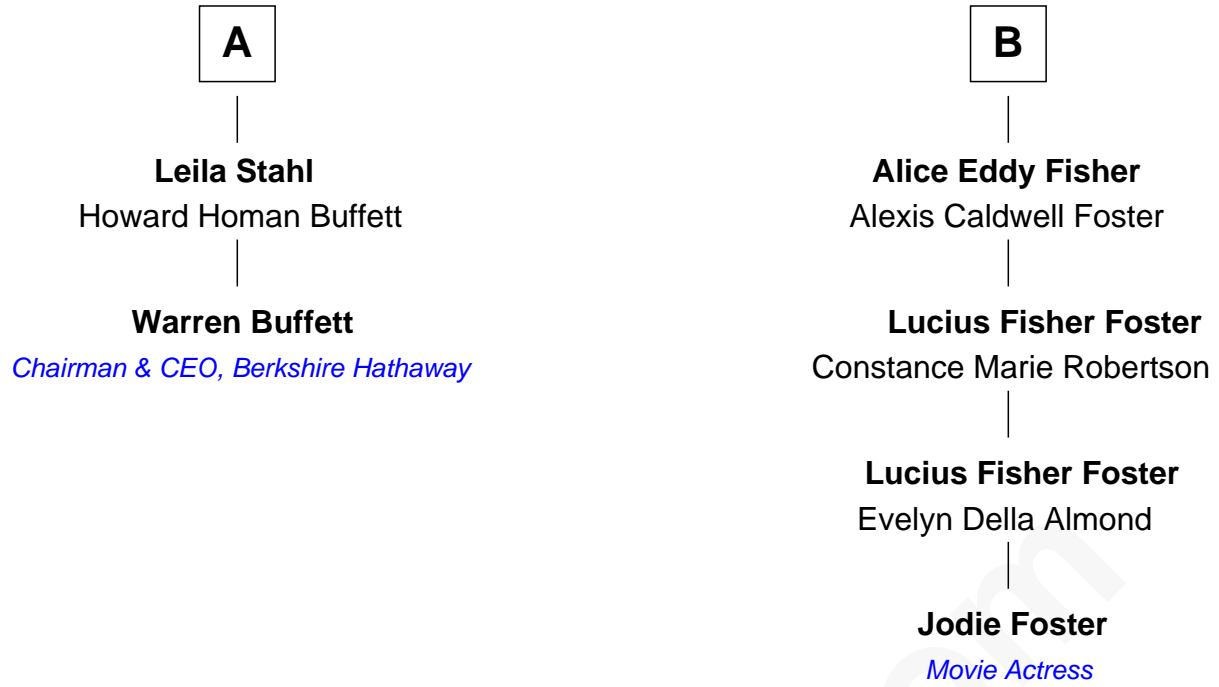 A
Leila Stahl
Howard Homan Buffett
Warren Buffett
Chairman & CEO, Berkshire Hathaway
B
Alice Eddy Fisher
Alexis Caldwell Foster
Lucius Fisher Foster
Constance Marie Robertson
Lucius Fisher Foster
Evelyn Della Almond
Jodie Foster
Movie Actress